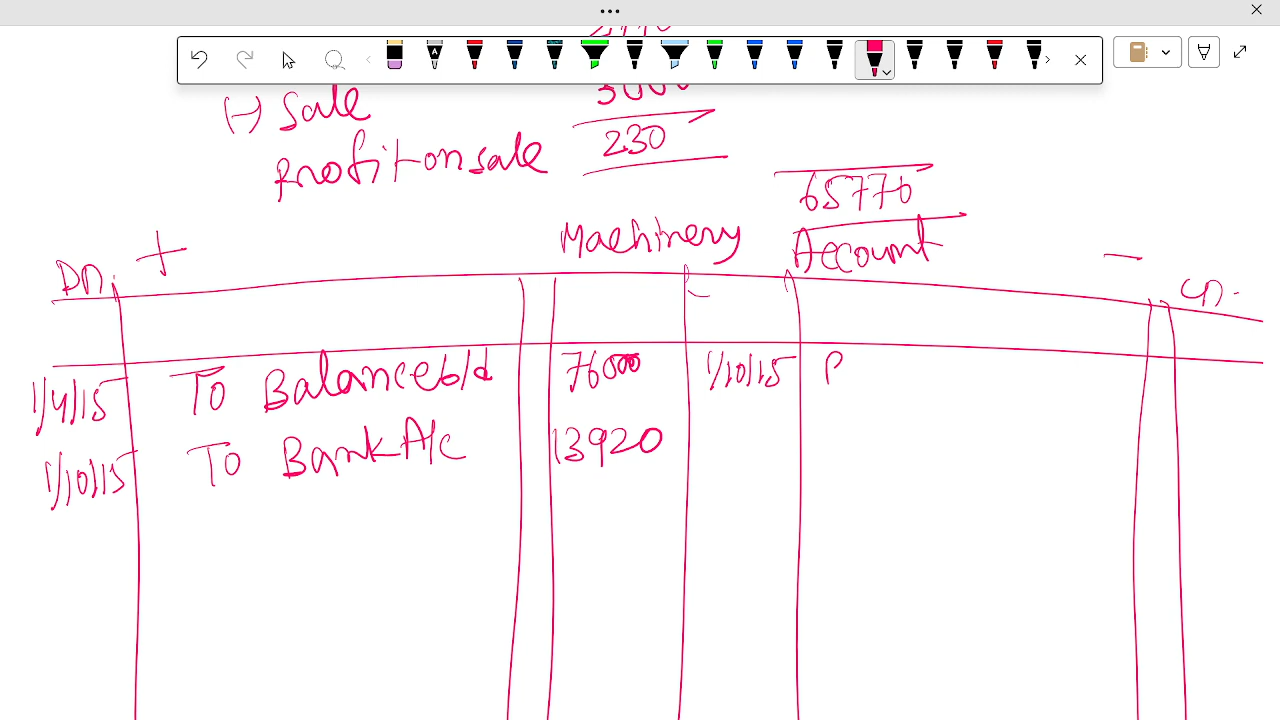 (-) Sale 3000
profit on sale 230
65770
Machinery Account
Dr. + - Cr.
1/4/15 To Balance b/d 76000 1/10/15 P
1/10/15 To Bank A/c 13920